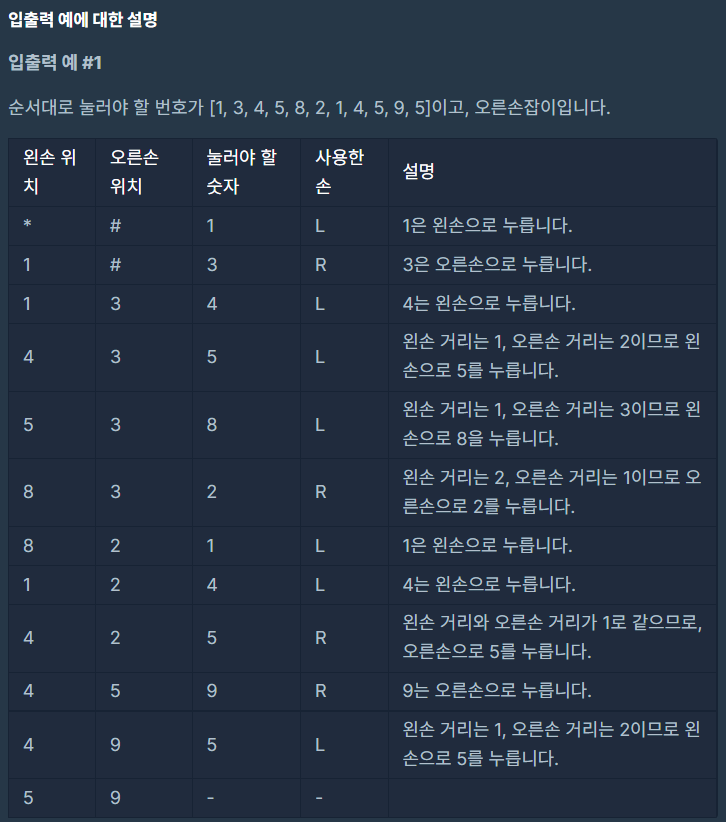 입출력 예에 대한 설명
입출력 예 #1
순서대로 눌러야 할 번호가 [1, 3, 4, 5, 8, 2, 1, 4, 5, 9, 5]이고, 오른손잡이입니다.
왼손 위치 오른손 위치 눌러야 할 숫자 사용한 손 설명
* # 1 L 1은 왼손으로 누릅니다.
1 # 3 R 3은 오른손으로 누릅니다.
1 3 4 L 4는 왼손으로 누릅니다.
4 3 5 L 왼손 거리는 1, 오른손 거리는 2이므로 왼손으로 5를 누릅니다.
5 3 8 L 왼손 거리는 1, 오른손 거리는 3이므로 왼손으로 8을 누릅니다.
8 3 2 R 왼손 거리는 2, 오른손 거리는 1이므로 오른손으로 2를 누릅니다.
8 2 1 L 1은 왼손으로 누릅니다.
1 2 4 L 4는 왼손으로 누릅니다.
4 2 5 R 왼손 거리와 오른손 거리가 1로 같으므로, 오른손으로 5를 누릅니다.
4 5 9 R 9는 오른손으로 누릅니다.
4 9 5 L 왼손 거리는 1, 오른손 거리는 2이므로 왼손으로 5를 누릅니다.
5 9 - -